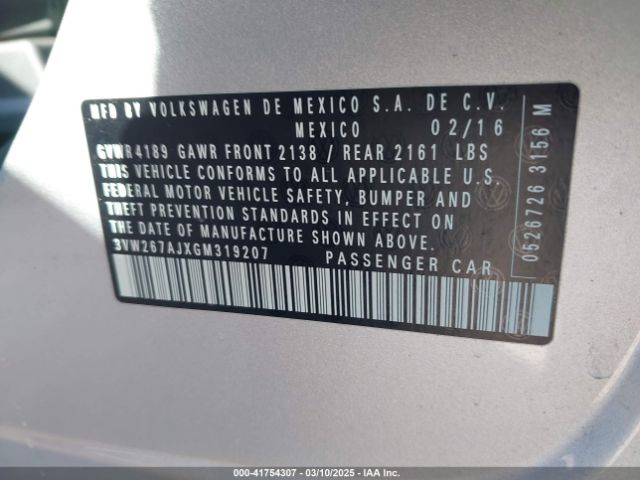 MFD BY VOLKSWAGEN DE MEXICO S.A. DE C.V.
MEXICO 02/16
GVWR4189 GAWR FRONT 2138 / REAR 2161 LBS
THIS VEHICLE CONFORMS TO ALL APPLICABLE U.S.
FEDERAL MOTOR VEHICLE SAFETY, BUMPER AND
THEFT PREVENTION STANDARDS IN EFFECT ON
THE DATE OF MANUFACTURE SHOWN ABOVE.
3VW267AJXGM319207 PASSENGER CAR
0526726 3156 M
000-41754307 - 03/10/2025 - IAA Inc.